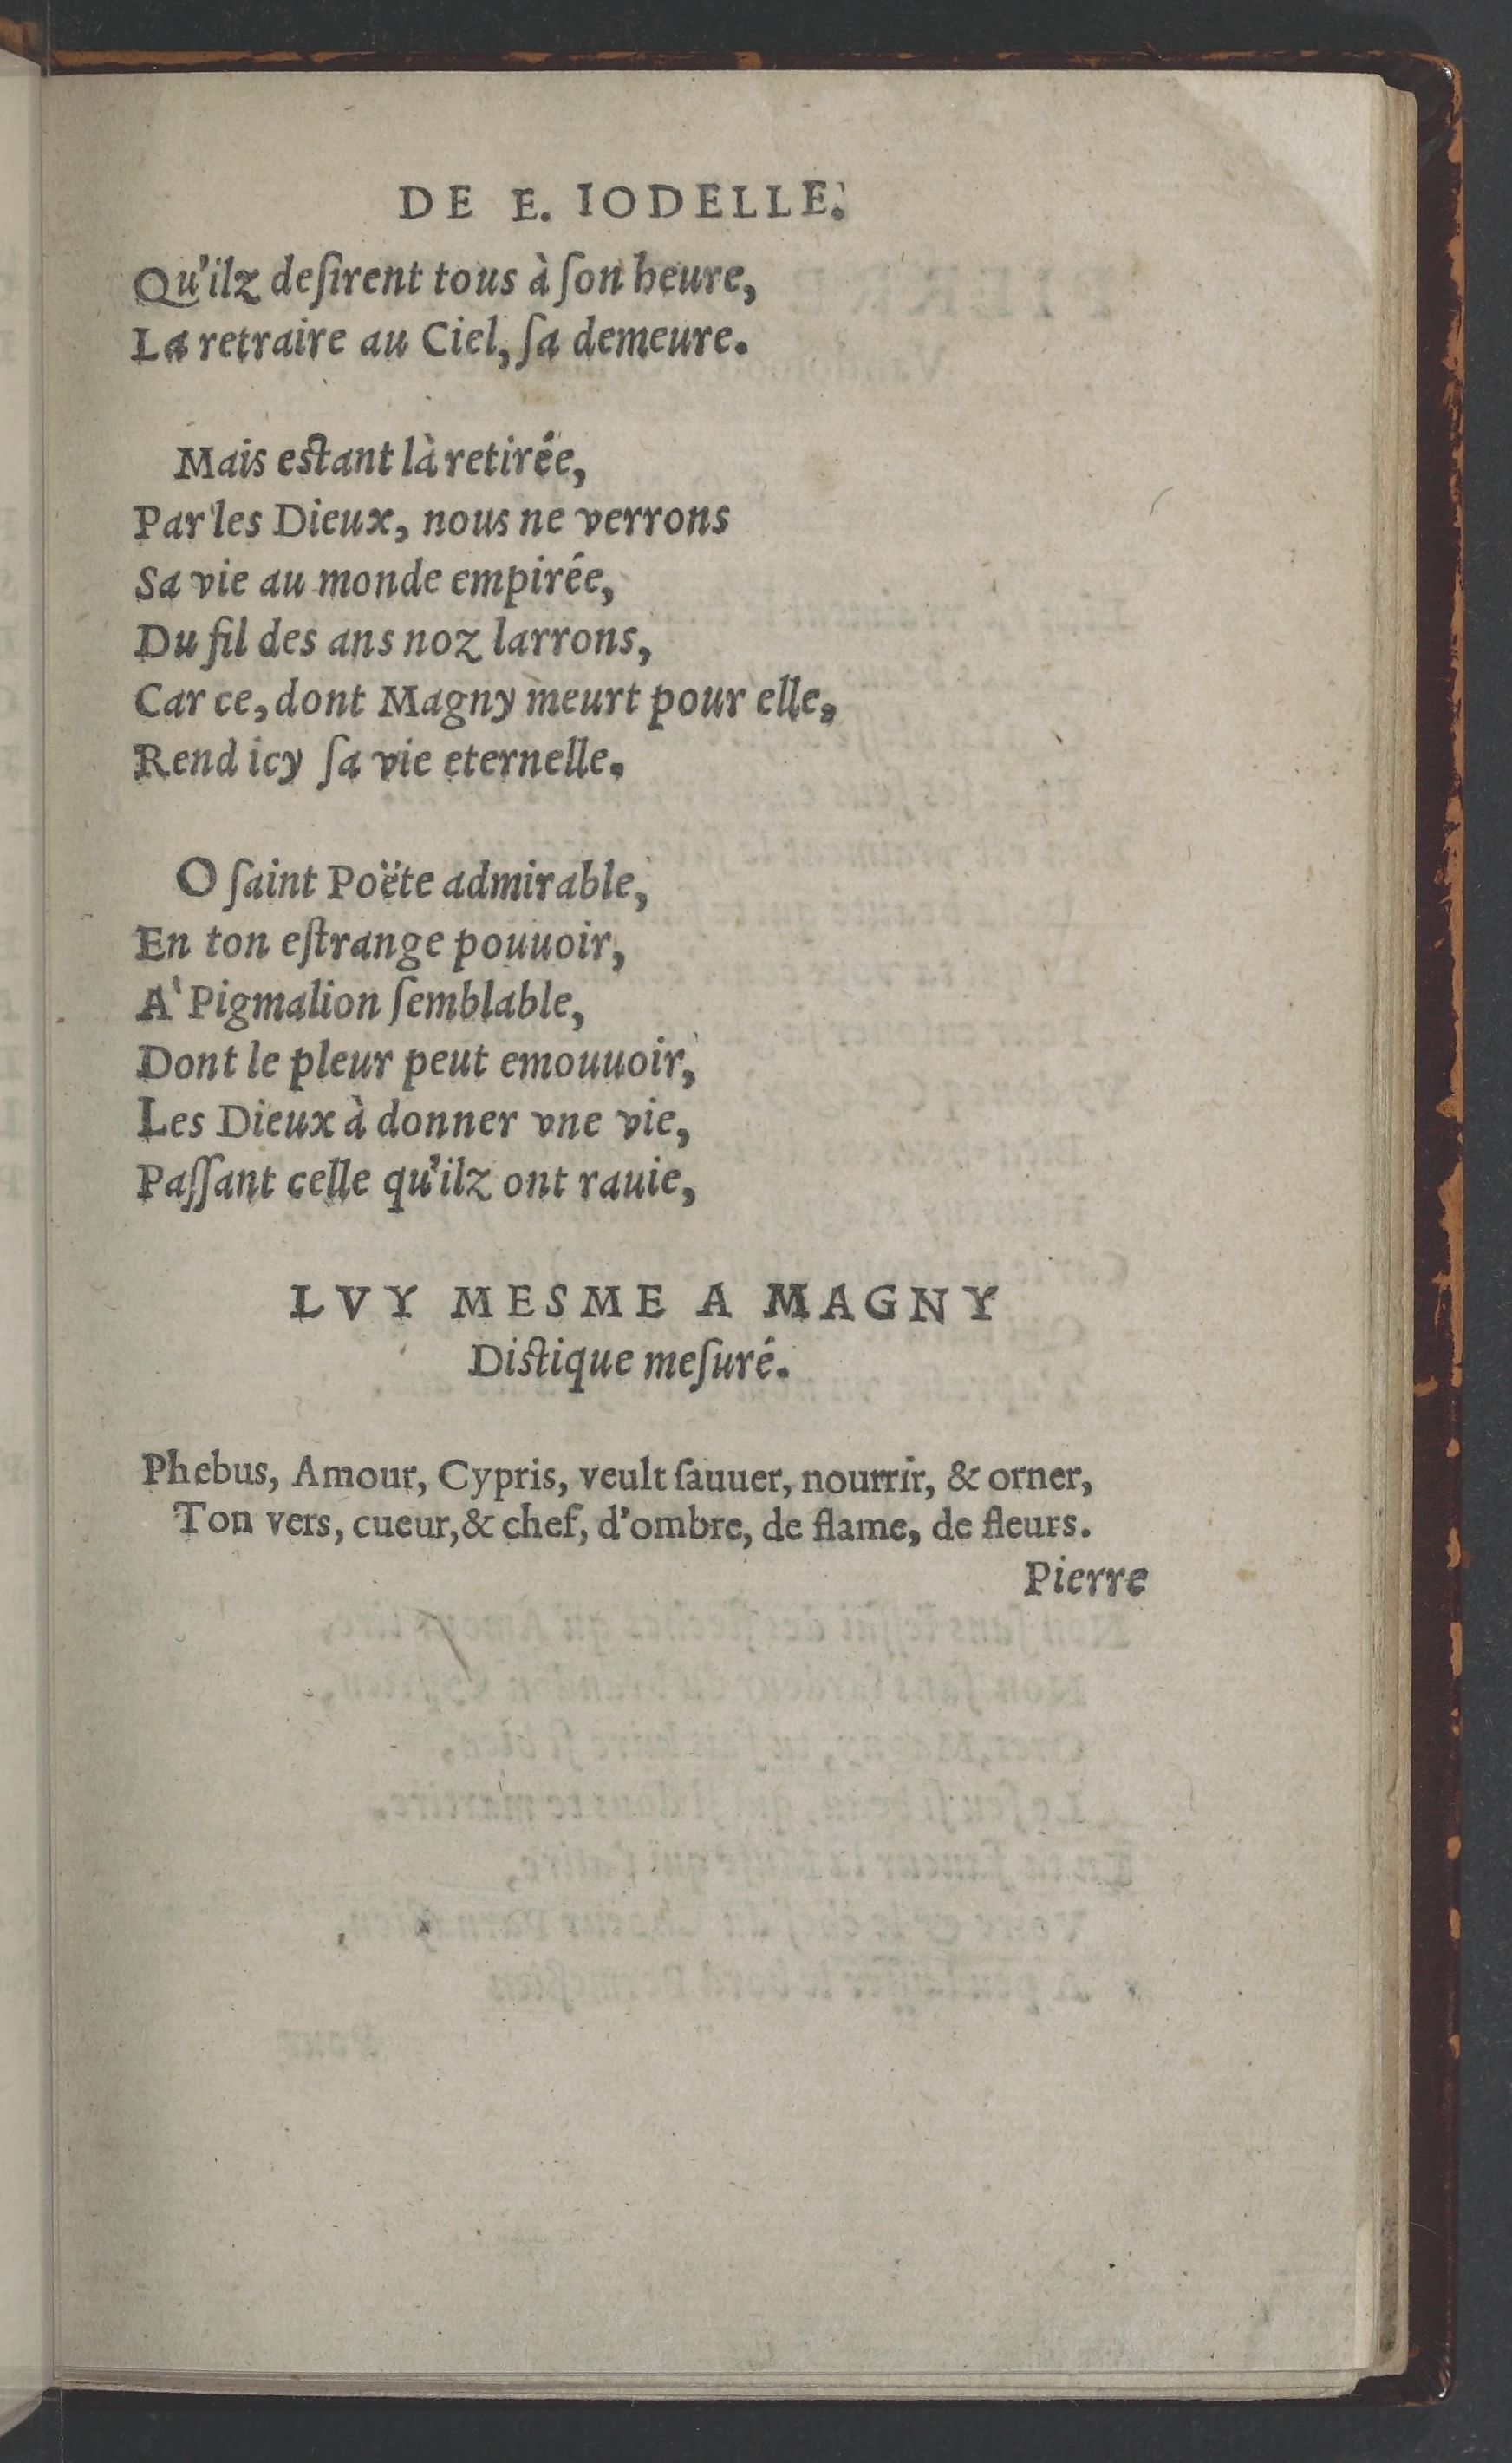 DE E. IODELLE.
Qu'ilz deſirent tous à ſon heure,
La retraire au Ciel, ſa demeure.
Mais estant là retirée,
Par les Dieux, nous ne verrons
Sa vie au monde empirée,
Du fil des ans noz larrons,
Car ce, dont Magny meurt pour elle,
Rend icy ſa vie eternelle.
O ſaint Poëte admirable,
En ton eſtrange pouuoir,
A' Pigmalion ſemblable,
Dont le pleur peut emouuoir,
Les Dieux à donner vne vie,
Paſſant celle qu'ilz ont rauie,
LVY MESME A MAGNY
Distique meſuré.
Phebus, Amour, Cypris, veult ſauuer, nourrir, & orner,
Ton vers, cueur, & chef, d'ombre, de flame, de fleurs.
Pierre